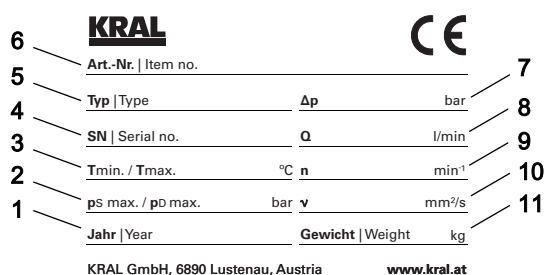 KRAL CE
6 Art.-Nr. | Item no.
5 Typ | Type Δp bar 7
4 SN | Serial no. Q l/min 8
3 Tmin. / Tmax. ºC n min-¹ 9
2 pS max. / pD max. bar ν mm²/s 10
1 Jahr | Year Gewicht | Weight kg 11
KRAL GmbH, 6890 Lustenau, Austria www.kral.at